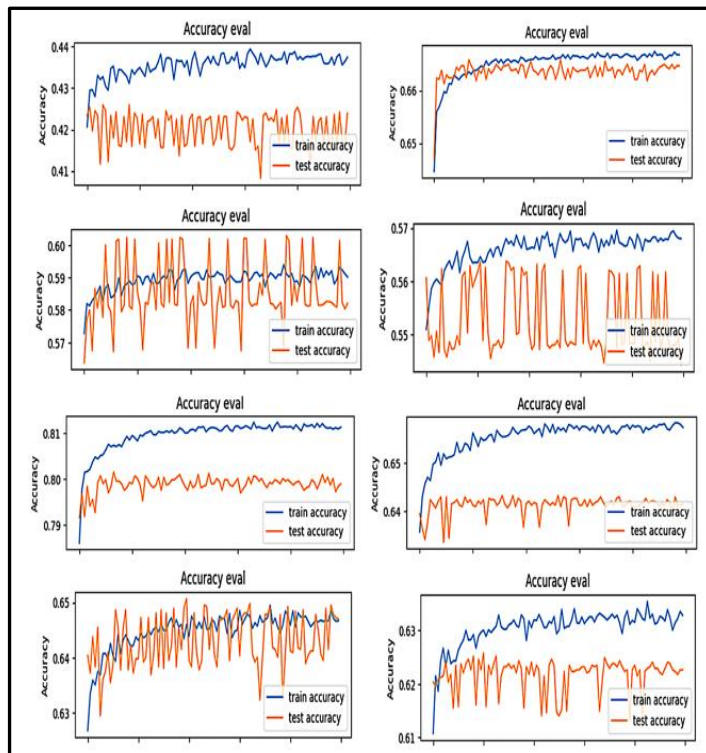 Accuracy eval
0.44
0.43
0.42
0.41
Accuracy
train accuracy
test accuracy
Accuracy eval
0.66
0.65
Accuracy
train accuracy
test accuracy
Accuracy eval
0.60
0.59
0.58
0.57
Accuracy
train accuracy
test accuracy
Accuracy eval
0.57
0.56
0.55
Accuracy
train accuracy
test accuracy
Accuracy eval
0.81
0.80
0.79
Accuracy
train accuracy
test accuracy
Accuracy eval
0.65
0.64
Accuracy
train accuracy
test accuracy
Accuracy eval
0.65
0.64
0.63
Accuracy
train accuracy
test accuracy
Accuracy eval
0.63
0.62
0.61
Accuracy
train accuracy
test accuracy